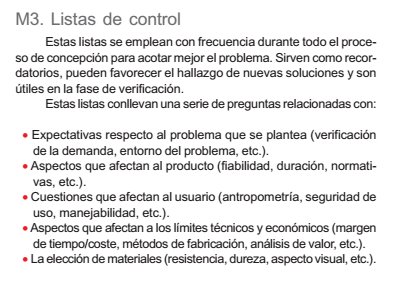 M3. Listas de control
Estas listas se emplean con frecuencia durante todo el proce-
so de concepción para acotar mejor el problema. Sirven como recor-
datorios, pueden favorecer el hallazgo de nuevas soluciones y son
útiles en la fase de verificación.
Estas listas conllevan una serie de preguntas relacionadas con:
• Expectativas respecto al problema que se plantea (verificación
de la demanda, entorno del problema, etc.).
• Aspectos que afectan al producto (fiabilidad, duración, normati-
vas, etc.).
• Cuestiones que afectan al usuario (antropometría, seguridad de
uso, manejabilidad, etc.).
• Aspectos que afectan a los límites técnicos y económicos (margen
de tiempo/coste, métodos de fabricación, análisis de valor, etc.).
• La elección de materiales (resistencia, dureza, aspecto visual, etc.).